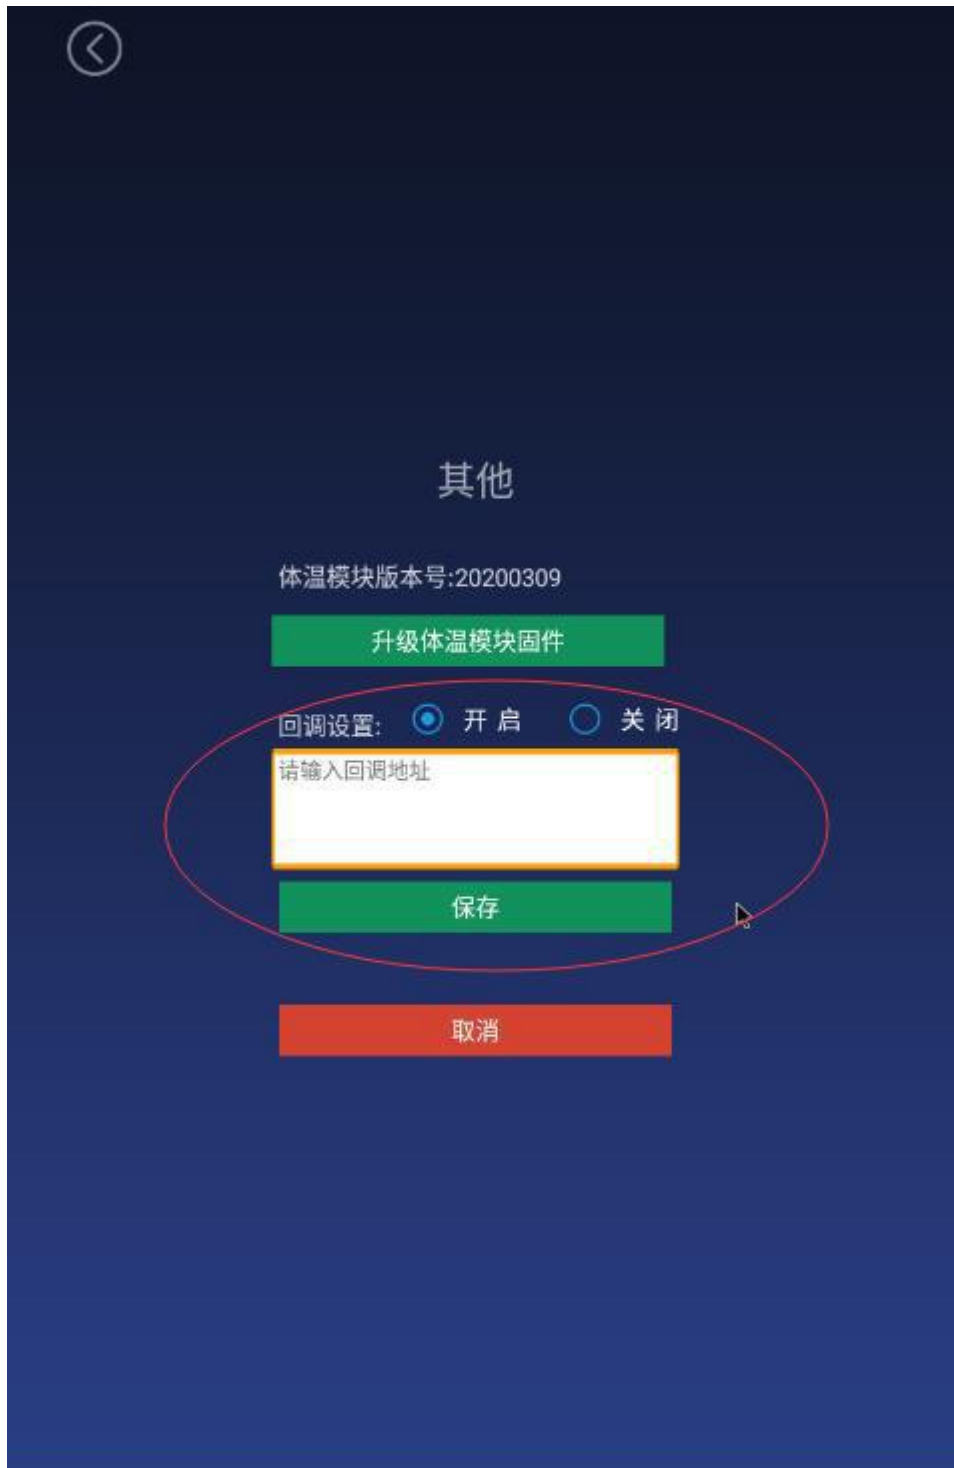 其他
体温模块版本号:20200309
升级体温模块固件
回调设置: 开启 关闭
请输入回调地址
保存
取消